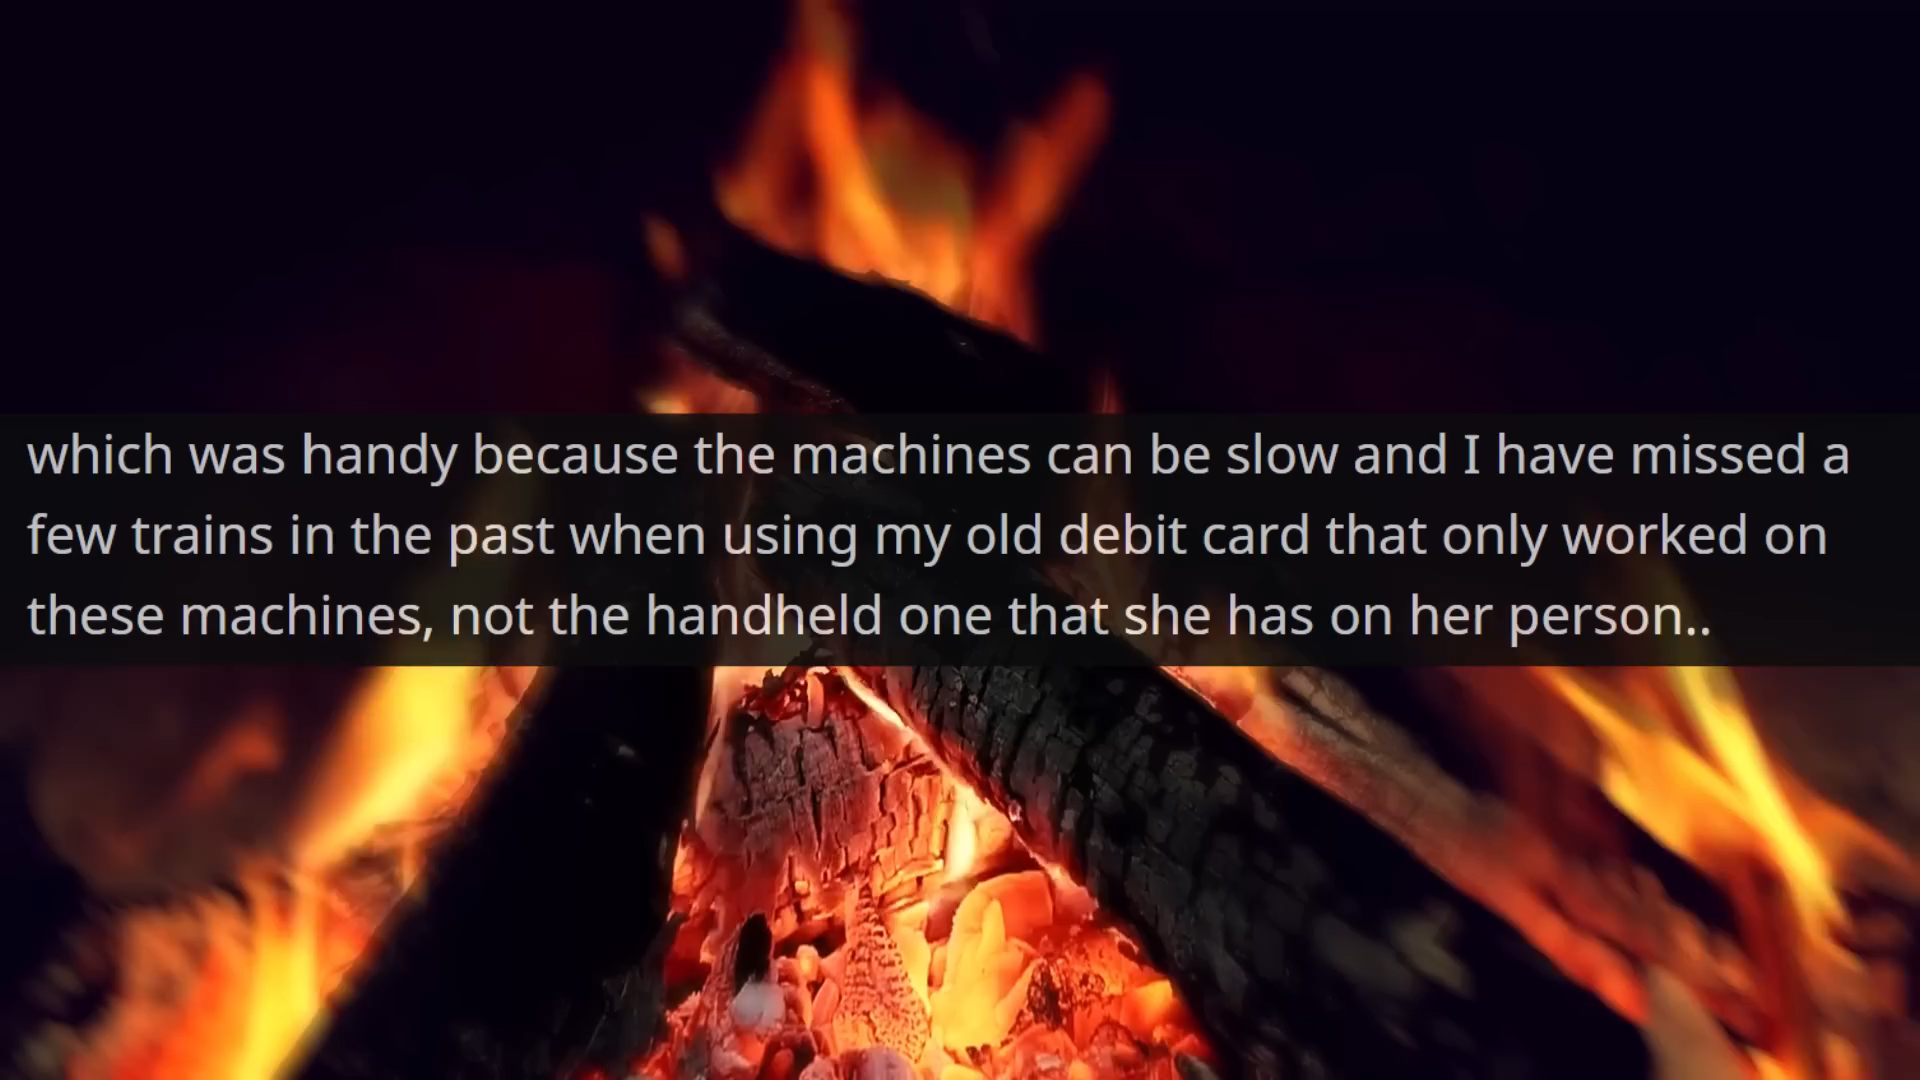 which was handy because the machines can be slow and I have missed a
few trains in the past when using my old debit card that only worked on
these machines, not the handheld one that she has on her person..